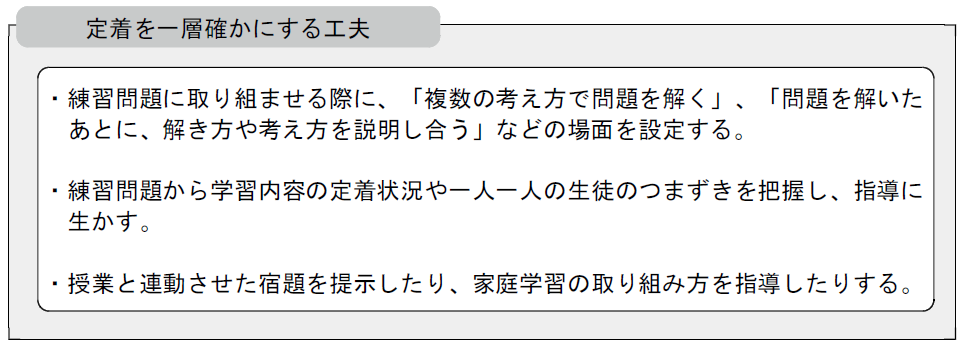 定着を一層確かにする工夫
・練習問題に取り組ませる際に、「複数の考え方で問題を解く」、「問題を解いた
あとに、解き方や考え方を説明し合う」などの場面を設定する。
・練習問題から学習内容の定着状況や一人一人の生徒のつまずきを把握し、指導に
生かす。
・授業と連動させた宿題を提示したり、家庭学習の取り組み方を指導したりする。